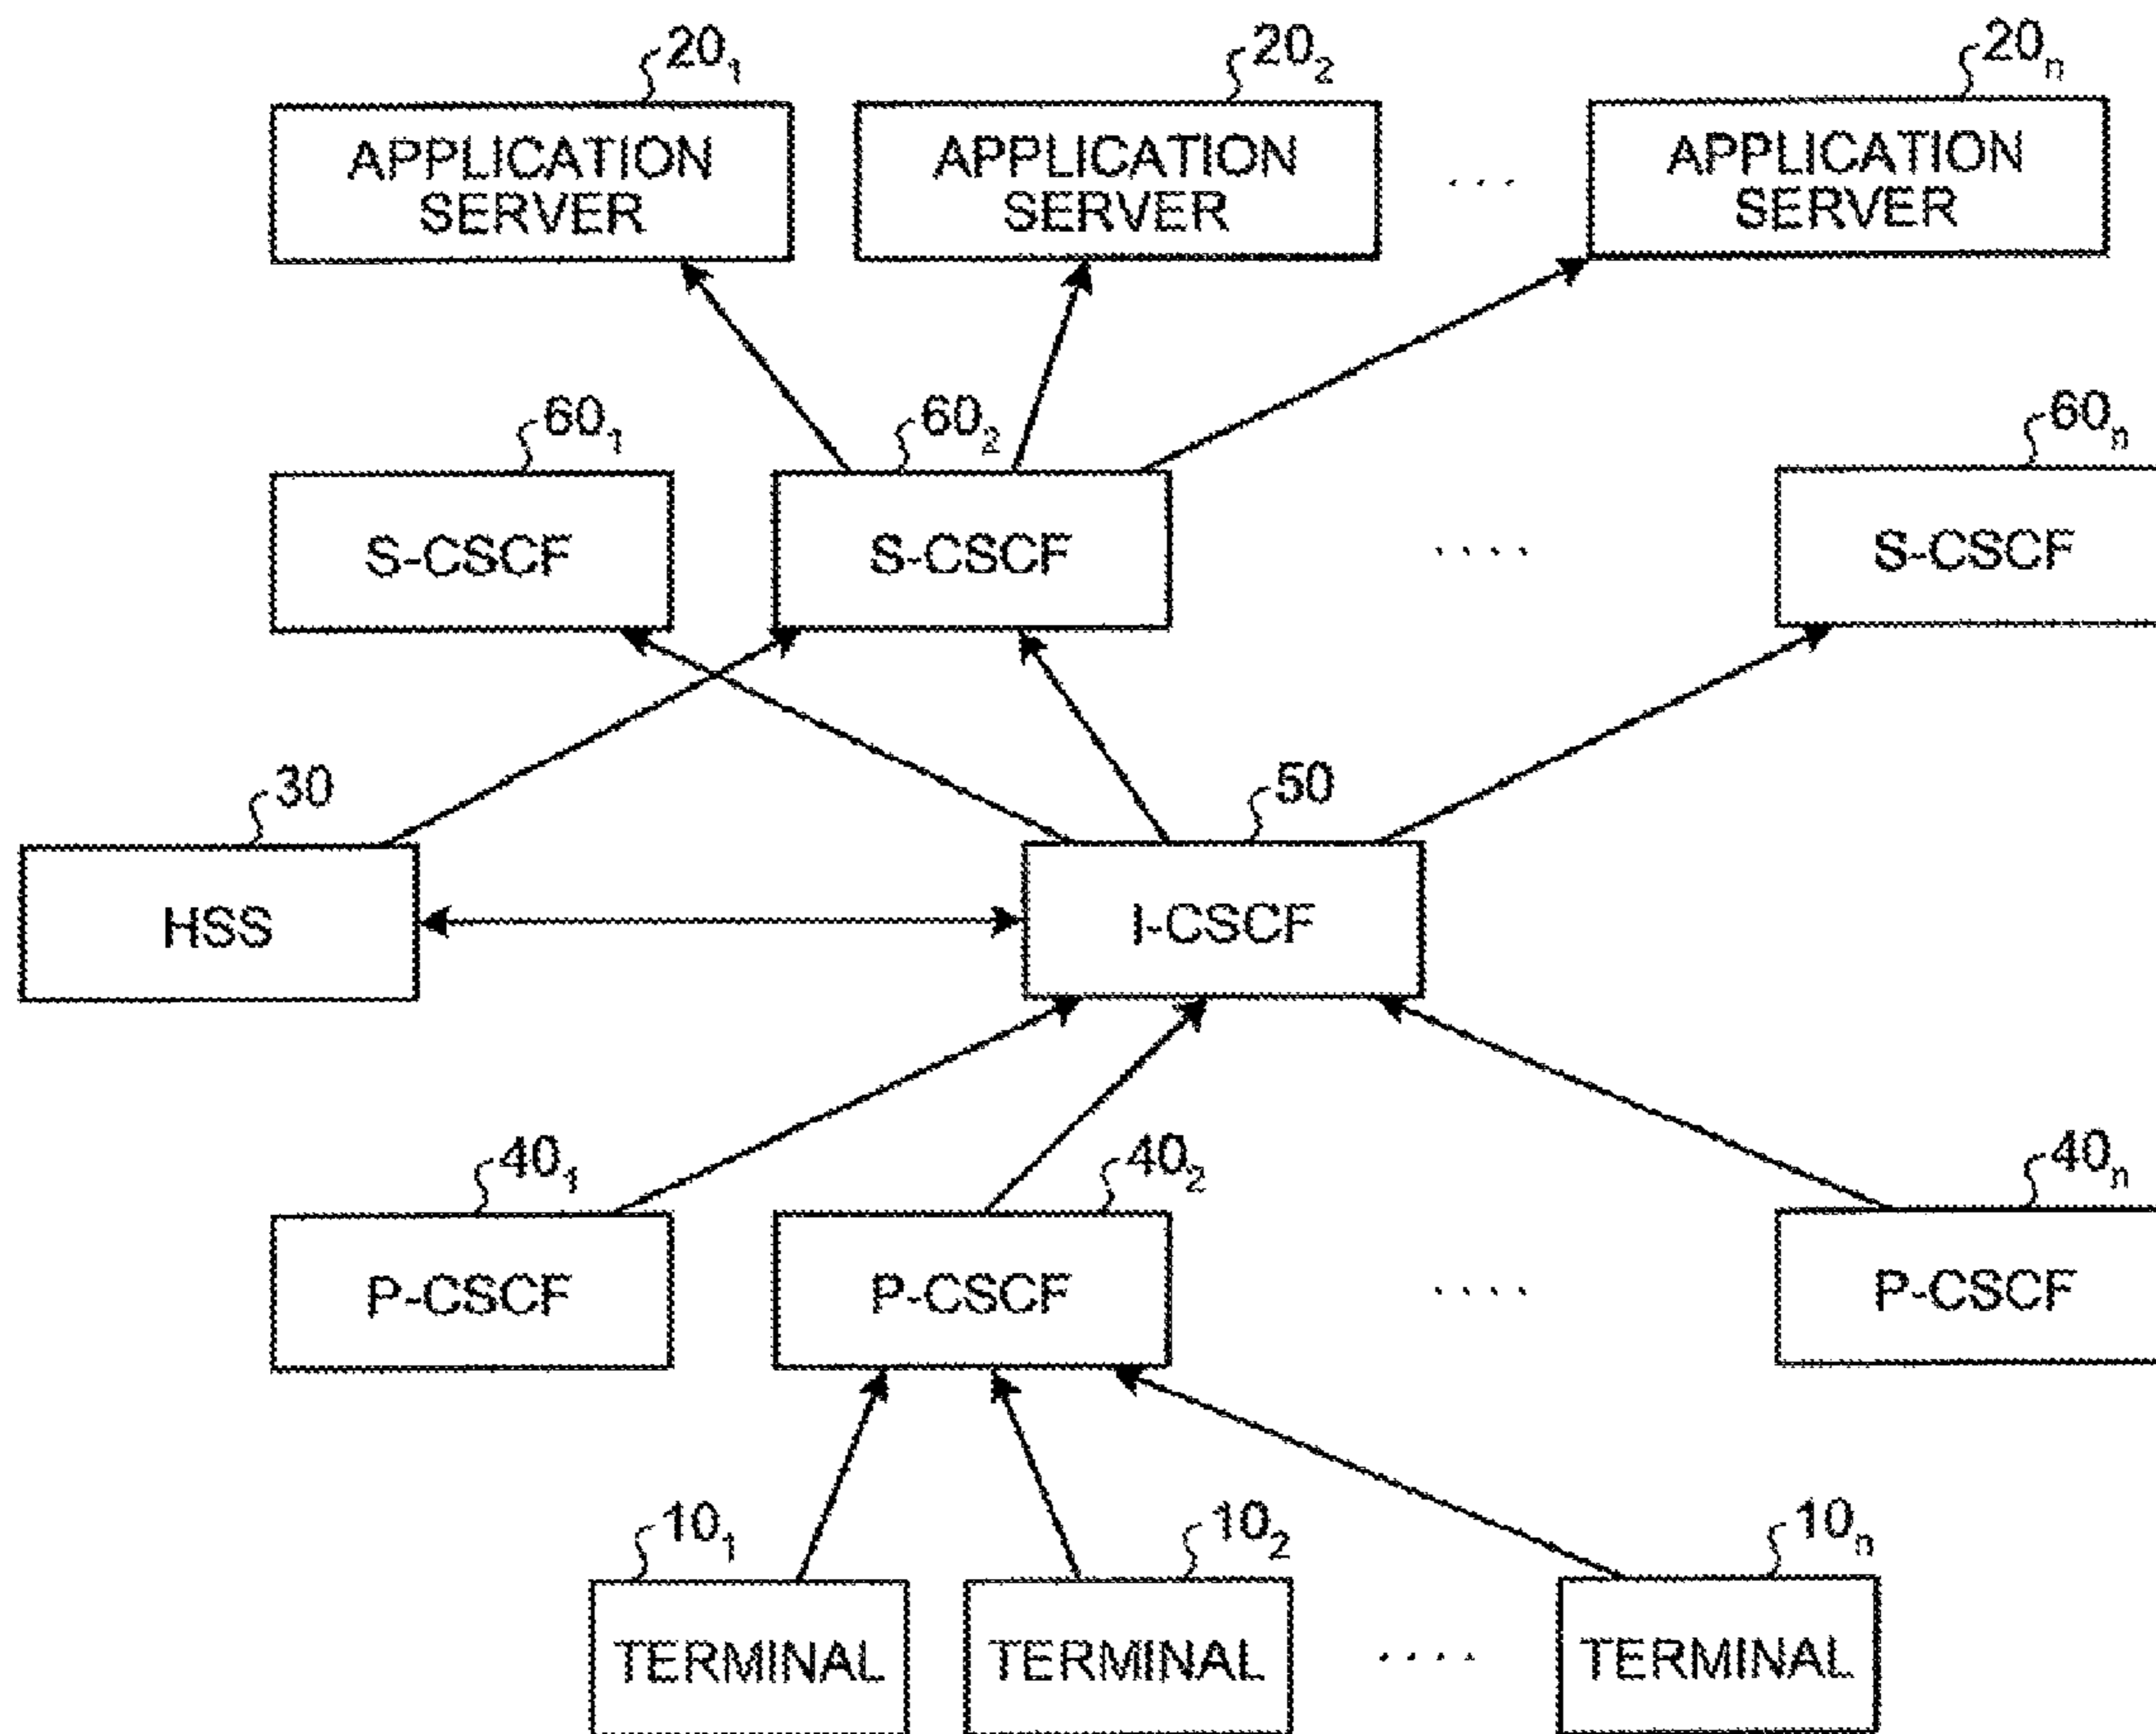 20₁ 20₂ 20ₙ
APPLICATION SERVER
APPLICATION SERVER
....
APPLICATION SERVER
60₁ 60₂ 60ₙ
S-CSCF S-CSCF .... S-CSCF
30 50
HSS I-CSCF
40₁ 40₂ 40ₙ
P-CSCF P-CSCF .... P-CSCF
10₁ 10₂ 10ₙ
TERMINAL TERMINAL .... TERMINAL